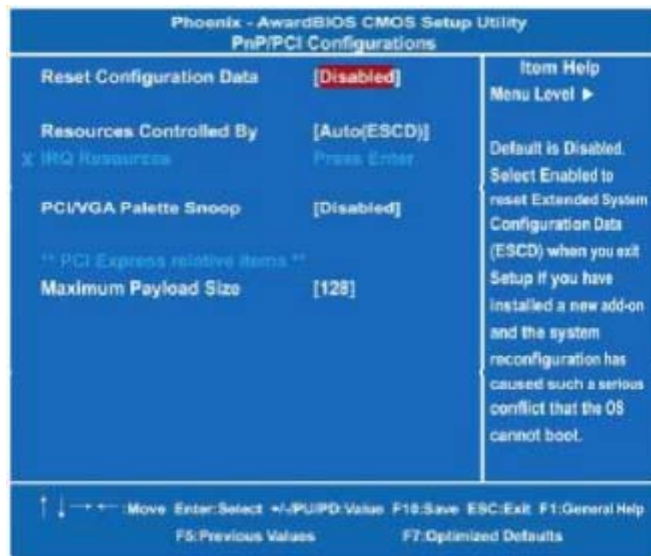 Phoenix - AwardBIOS CMOS Setup Utility
PnP/PCI Configurations
Reset Configuration Data [Disabled]
Resources Controlled By [Auto(ESCD)]
X IRQ Resources Press Enter
PCI/VGA Palette Snoop [Disabled]
** PCI Express relative items **
Maximum Payload Size [128]
Item Help
Menu Level ▶
Default is Disabled.
Select Enabled to
reset Extended System
Configuration Data
(ESCD) when you exit
Setup if you have
installed a new add-on
and the system
reconfiguration has
caused such a serious
conflict that the OS
cannot boot.
↑ ↓ → ← :Move Enter:Select +/-/PU/PD:Value F10:Save ESC:Exit F1:General Help
F5:Previous Values F7:Optimized Defaults